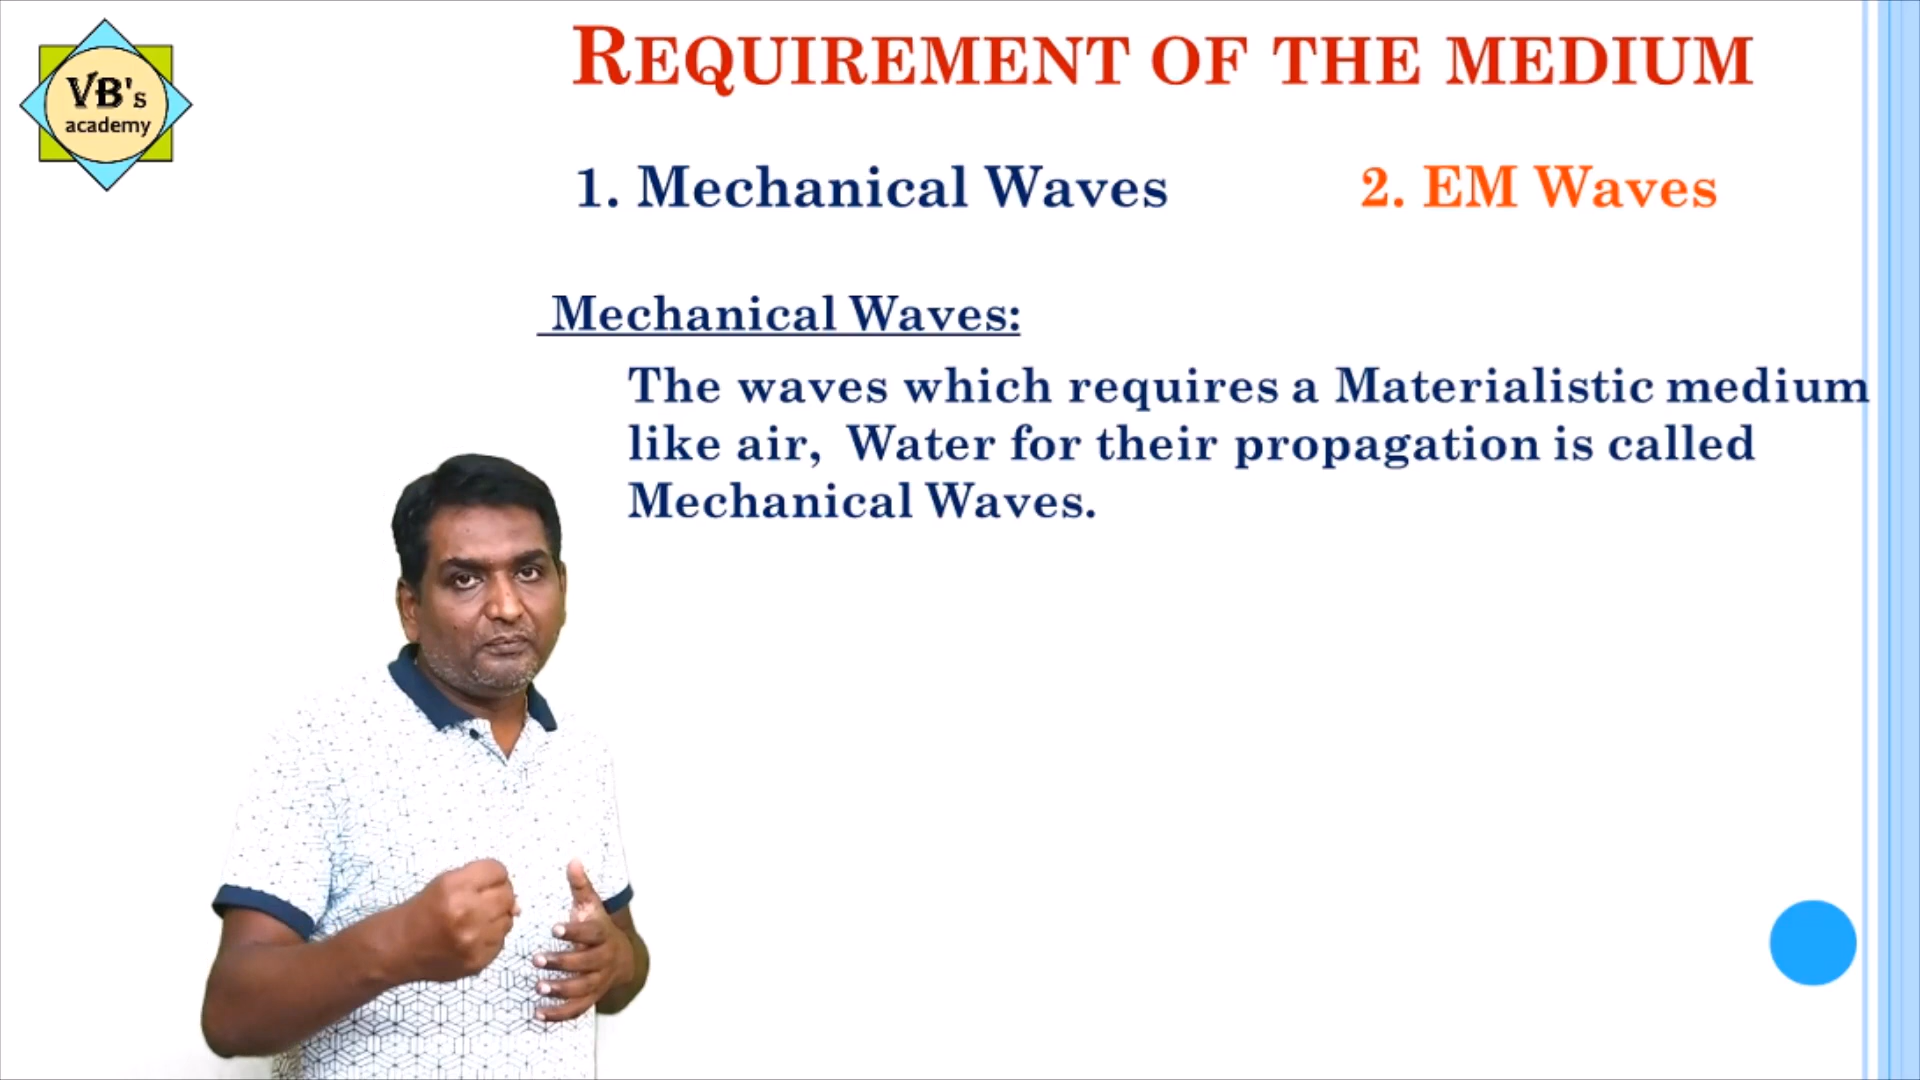 VB's
academy
REQUIREMENT OF THE MEDIUM
1. Mechanical Waves 2. EM Waves
Mechanical Waves:
The waves which requires a Materialistic medium
like air, Water for their propagation is called
Mechanical Waves.